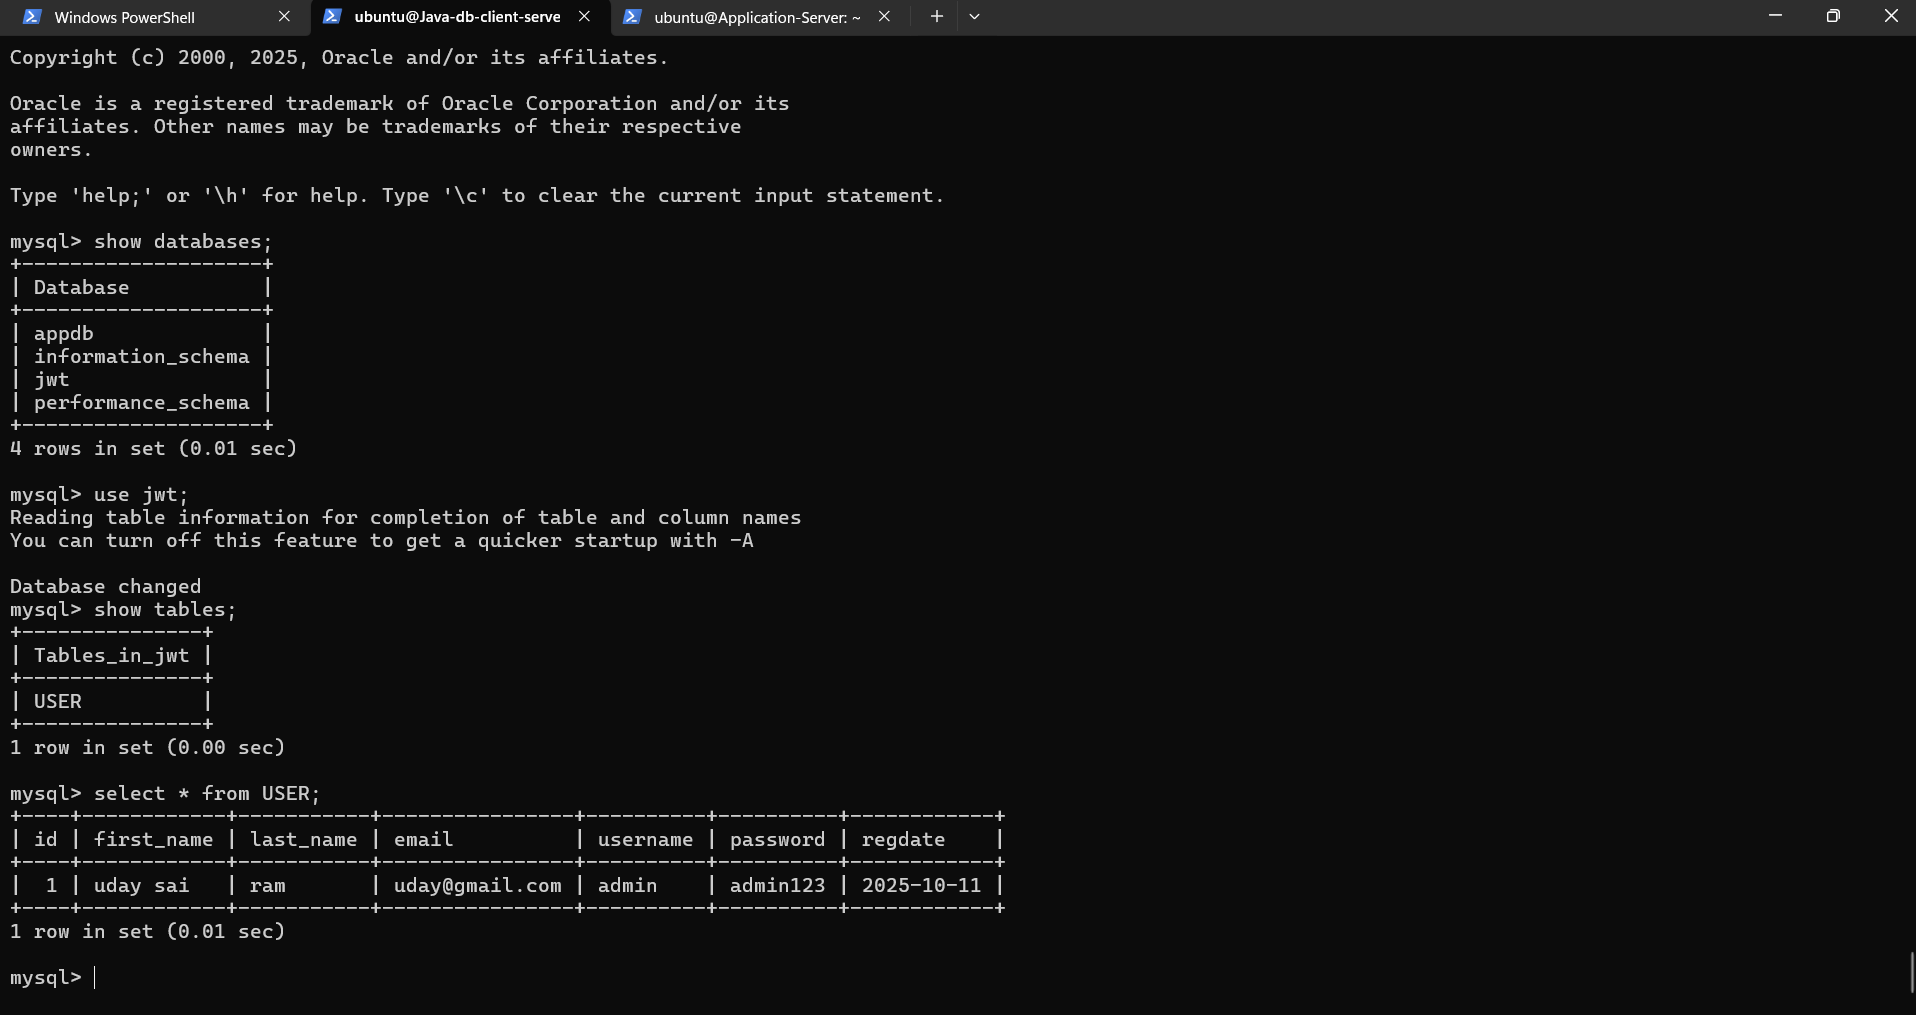 Windows PowerShell
ubuntu@Java-db-client-serve
ubuntu@Application-Server: ~
Copyright (c) 2000, 2025, Oracle and/or its affiliates.
Oracle is a registered trademark of Oracle Corporation and/or its
affiliates. Other names may be trademarks of their respective
owners.
Type 'help;' or '\h' for help. Type '\c' to clear the current input statement.
mysql> show databases;
+--------------------+
| Database           |
+--------------------+
| appdb              |
| information_schema |
| jwt                |
| performance_schema |
+--------------------+
4 rows in set (0.01 sec)
mysql> use jwt;
Reading table information for completion of table and column names
You can turn off this feature to get a quicker startup with -A
Database changed
mysql> show tables;
+---------------+
| Tables_in_jwt |
+---------------+
| USER          |
+---------------+
1 row in set (0.00 sec)
mysql> select * from USER;
+----+------------+-----------+----------------+----------+----------+------------+
| id | first_name | last_name | email          | username | password | regdate    |
+----+------------+-----------+----------------+----------+----------+------------+
|  1 | uday sai   | ram       | uday@gmail.com | admin    | admin123 | 2025-10-11 |
+----+------------+-----------+----------------+----------+----------+------------+
1 row in set (0.01 sec)
mysql>